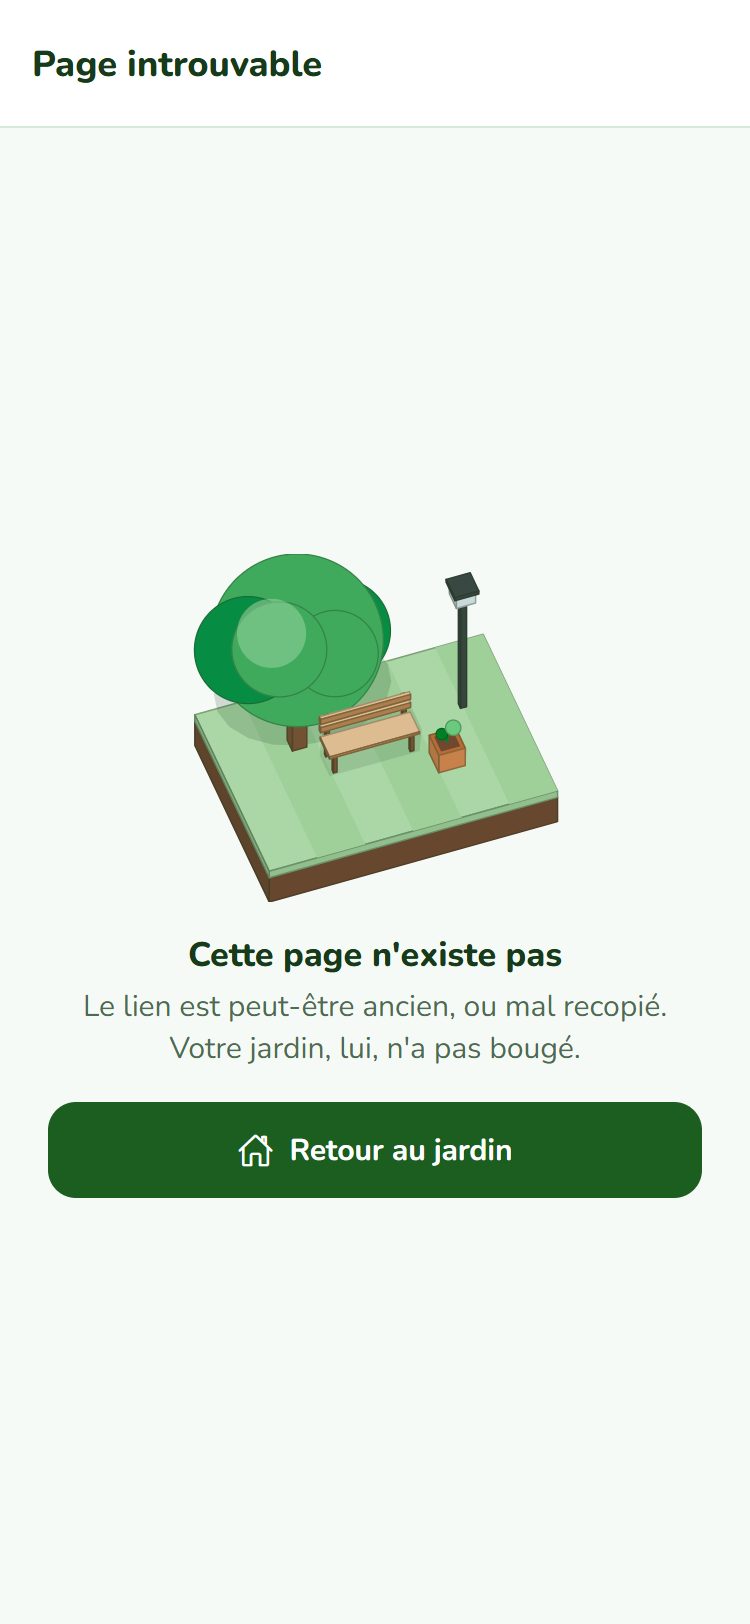 Page introuvable
Cette page n'existe pas
Le lien est peut-être ancien, ou mal recopié.
Votre jardin, lui, n'a pas bougé.
Retour au jardin